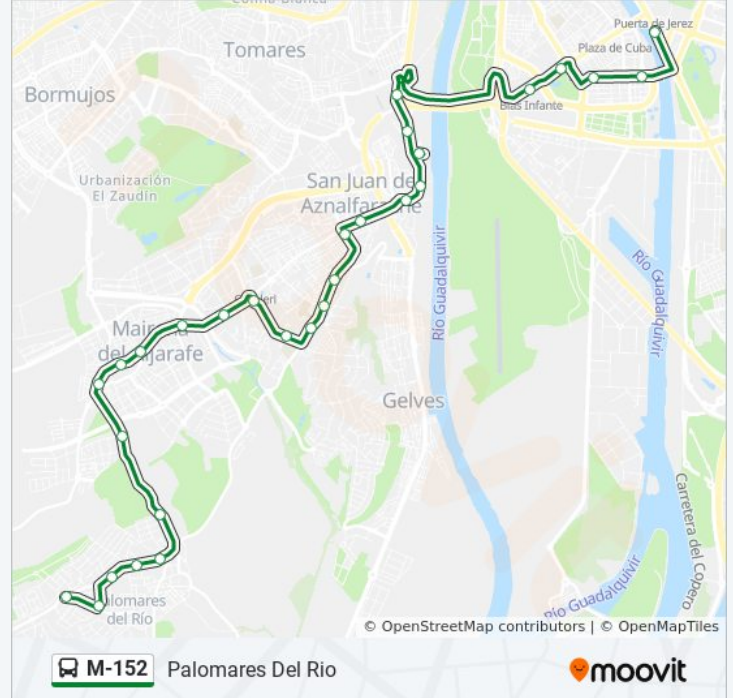 Puerta de Jerez
Tomares
Plaza de Cuba
Bormujos
Blas Infante
Urbanización
El Zaudín
San Juan de
Aznalfarache
Río Guadalquivir
Río Guadalquivir
Mairena
del Aljarafe
Gelves
Carretera del Copero
Palomares
del Río
Río Guadalquivir
© OpenStreetMap contributors | © OpenMapTiles
M-152 Palomares Del Rio
moovit